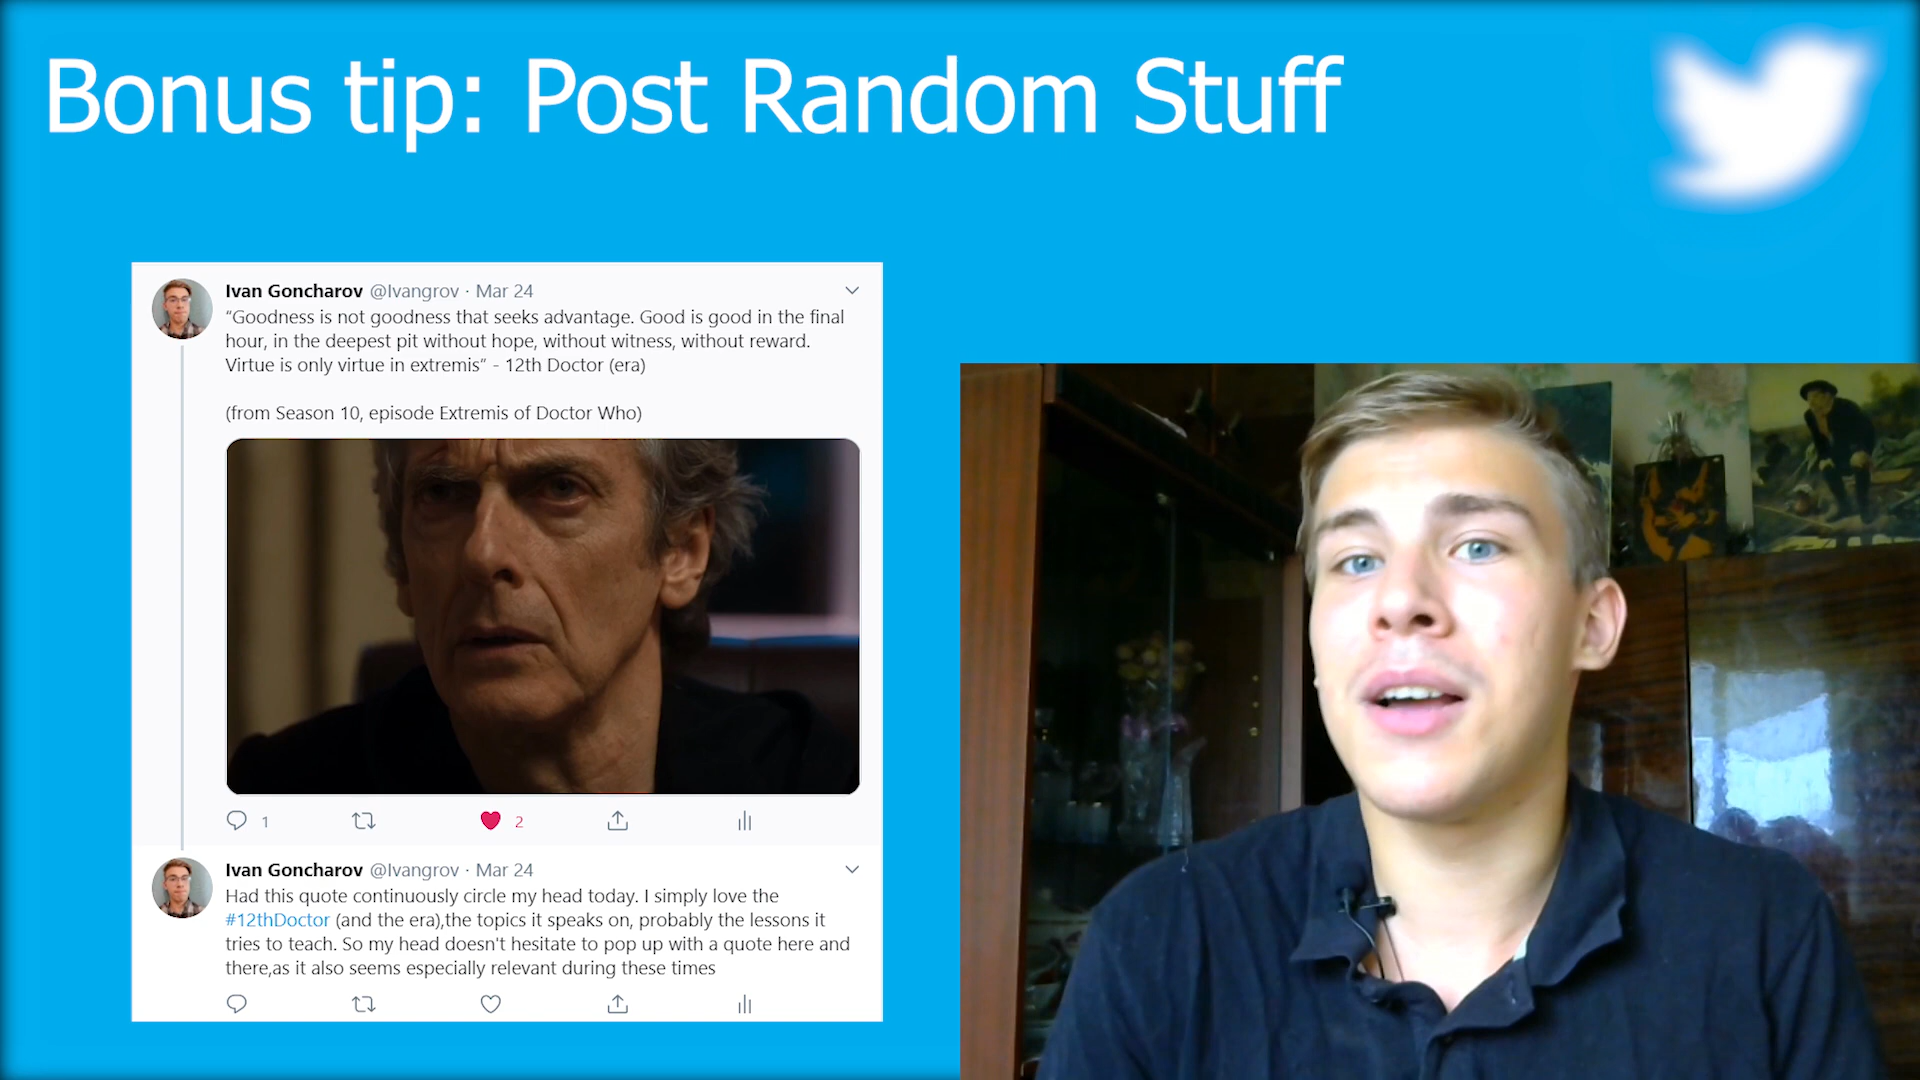 Bonus tip: Post Random Stuff
Ivan Goncharov @Ivangrov · Mar 24
“Goodness is not goodness that seeks advantage. Good is good in the final
hour, in the deepest pit without hope, without witness, without reward.
Virtue is only virtue in extremis” - 12th Doctor (era)
(from Season 10, episode Extremis of Doctor Who)
1
2
Ivan Goncharov @Ivangrov · Mar 24
Had this quote continuously circle my head today. I simply love the
#12thDoctor (and the era),the topics it speaks on, probably the lessons it
tries to teach. So my head doesn't hesitate to pop up with a quote here and
there,as it also seems especially relevant during these times